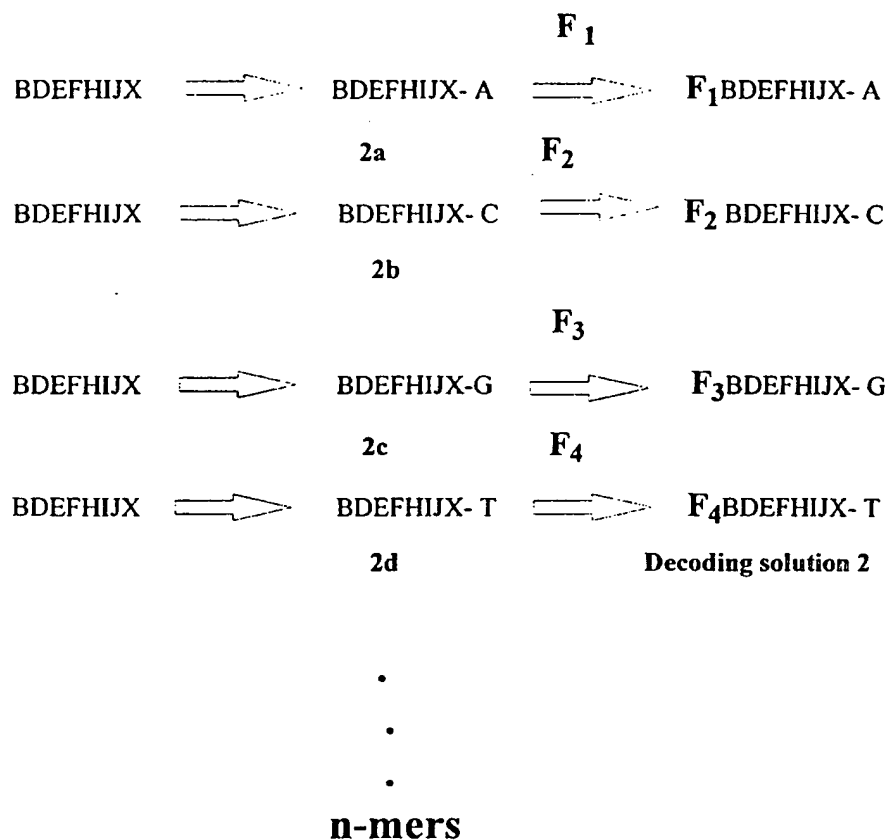 F1
BDEFHIJX BDEFHIJX- A F1BDEFHIJX- A
2a F2
BDEFHIJX BDEFHIJX- C F2 BDEFHIJX- C
2b
F3
BDEFHIJX BDEFHIJX-G F3BDEFHIJX- G
2c F4
BDEFHIJX BDEFHIJX- T F4BDEFHIJX- T
2d Decoding solution 2
n-mers